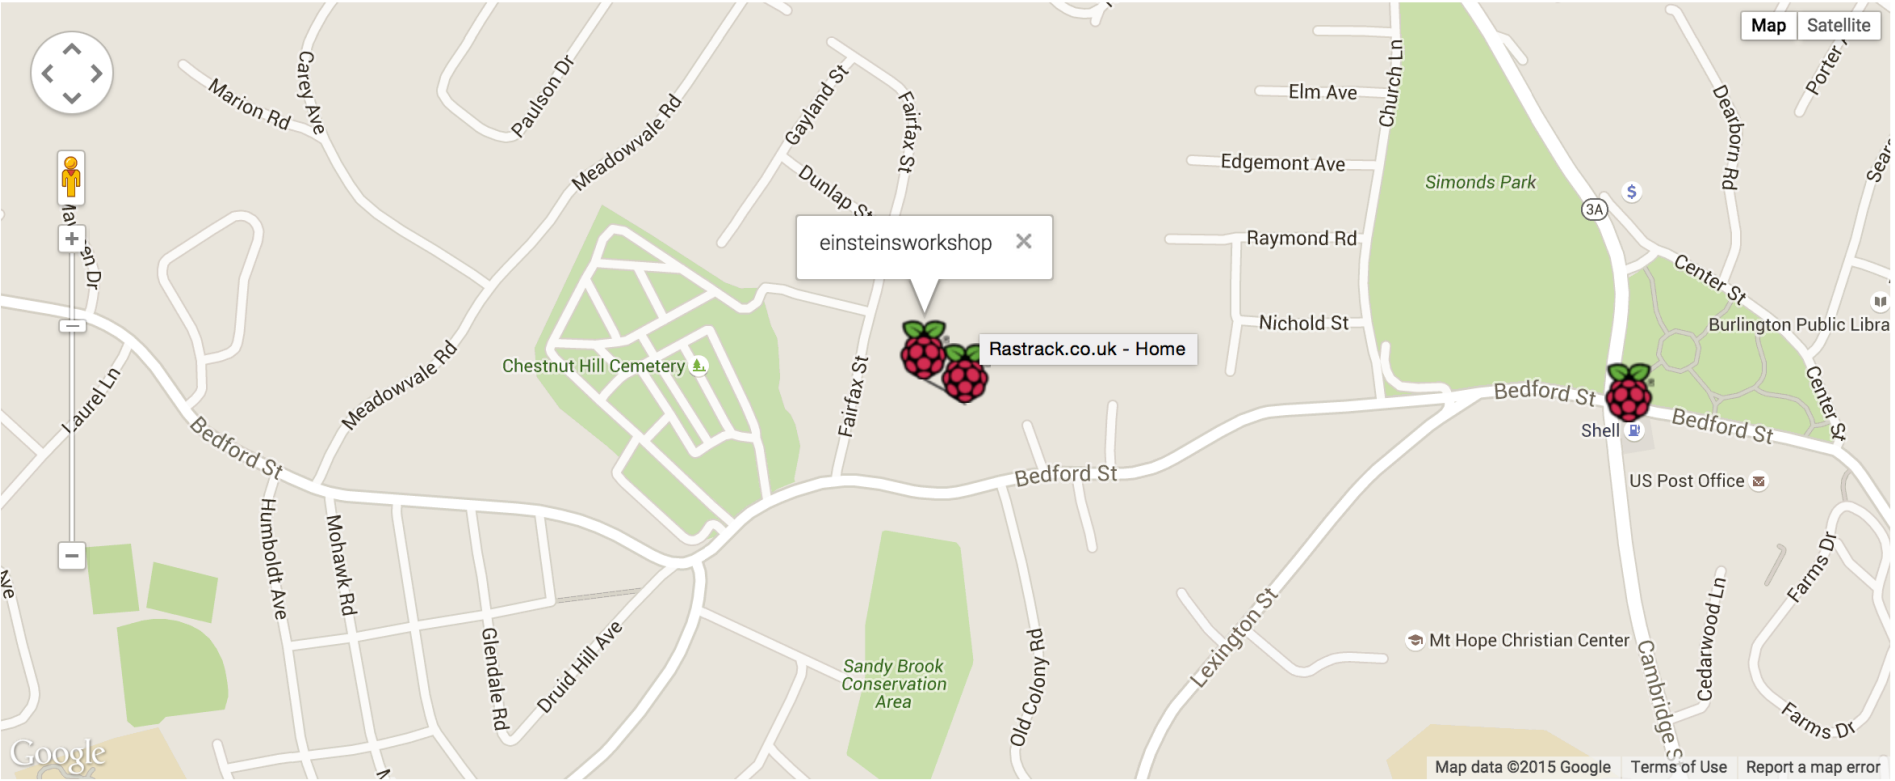 Map Satellite
Carey Ave
Marion Rd
Paulson Dr
Meadowvale Rd
Gayland St
Fairfax St
Dunlap St
Church Ln
Elm Ave
Edgemont Ave
Simonds Park
Dearborn Rd
Porter
3A
$
einsteinsworkshop ×
Raymond Rd
Center St
Nichold St
Burlington Public Libra
Rastrack.co.uk - Home
Chestnut Hill Cemetery
Fairfax St
Meadowvale Rd
Laurel Ln
Bedford St
Bedford St
Bedford St
Center St
Shell
Bedford St
US Post Office
Humboldt Ave
Mohawk Rd
Glendale Rd
Druid Hill Ave
Sandy Brook
Conservation
Area
Old Colony Rd
Lexington St
Mt Hope Christian Center
Cedarwood Ln
Farms Dr
Cambridge S
Farms Dr
Ave
Google
Map data ©2015 Google Terms of Use Report a map error